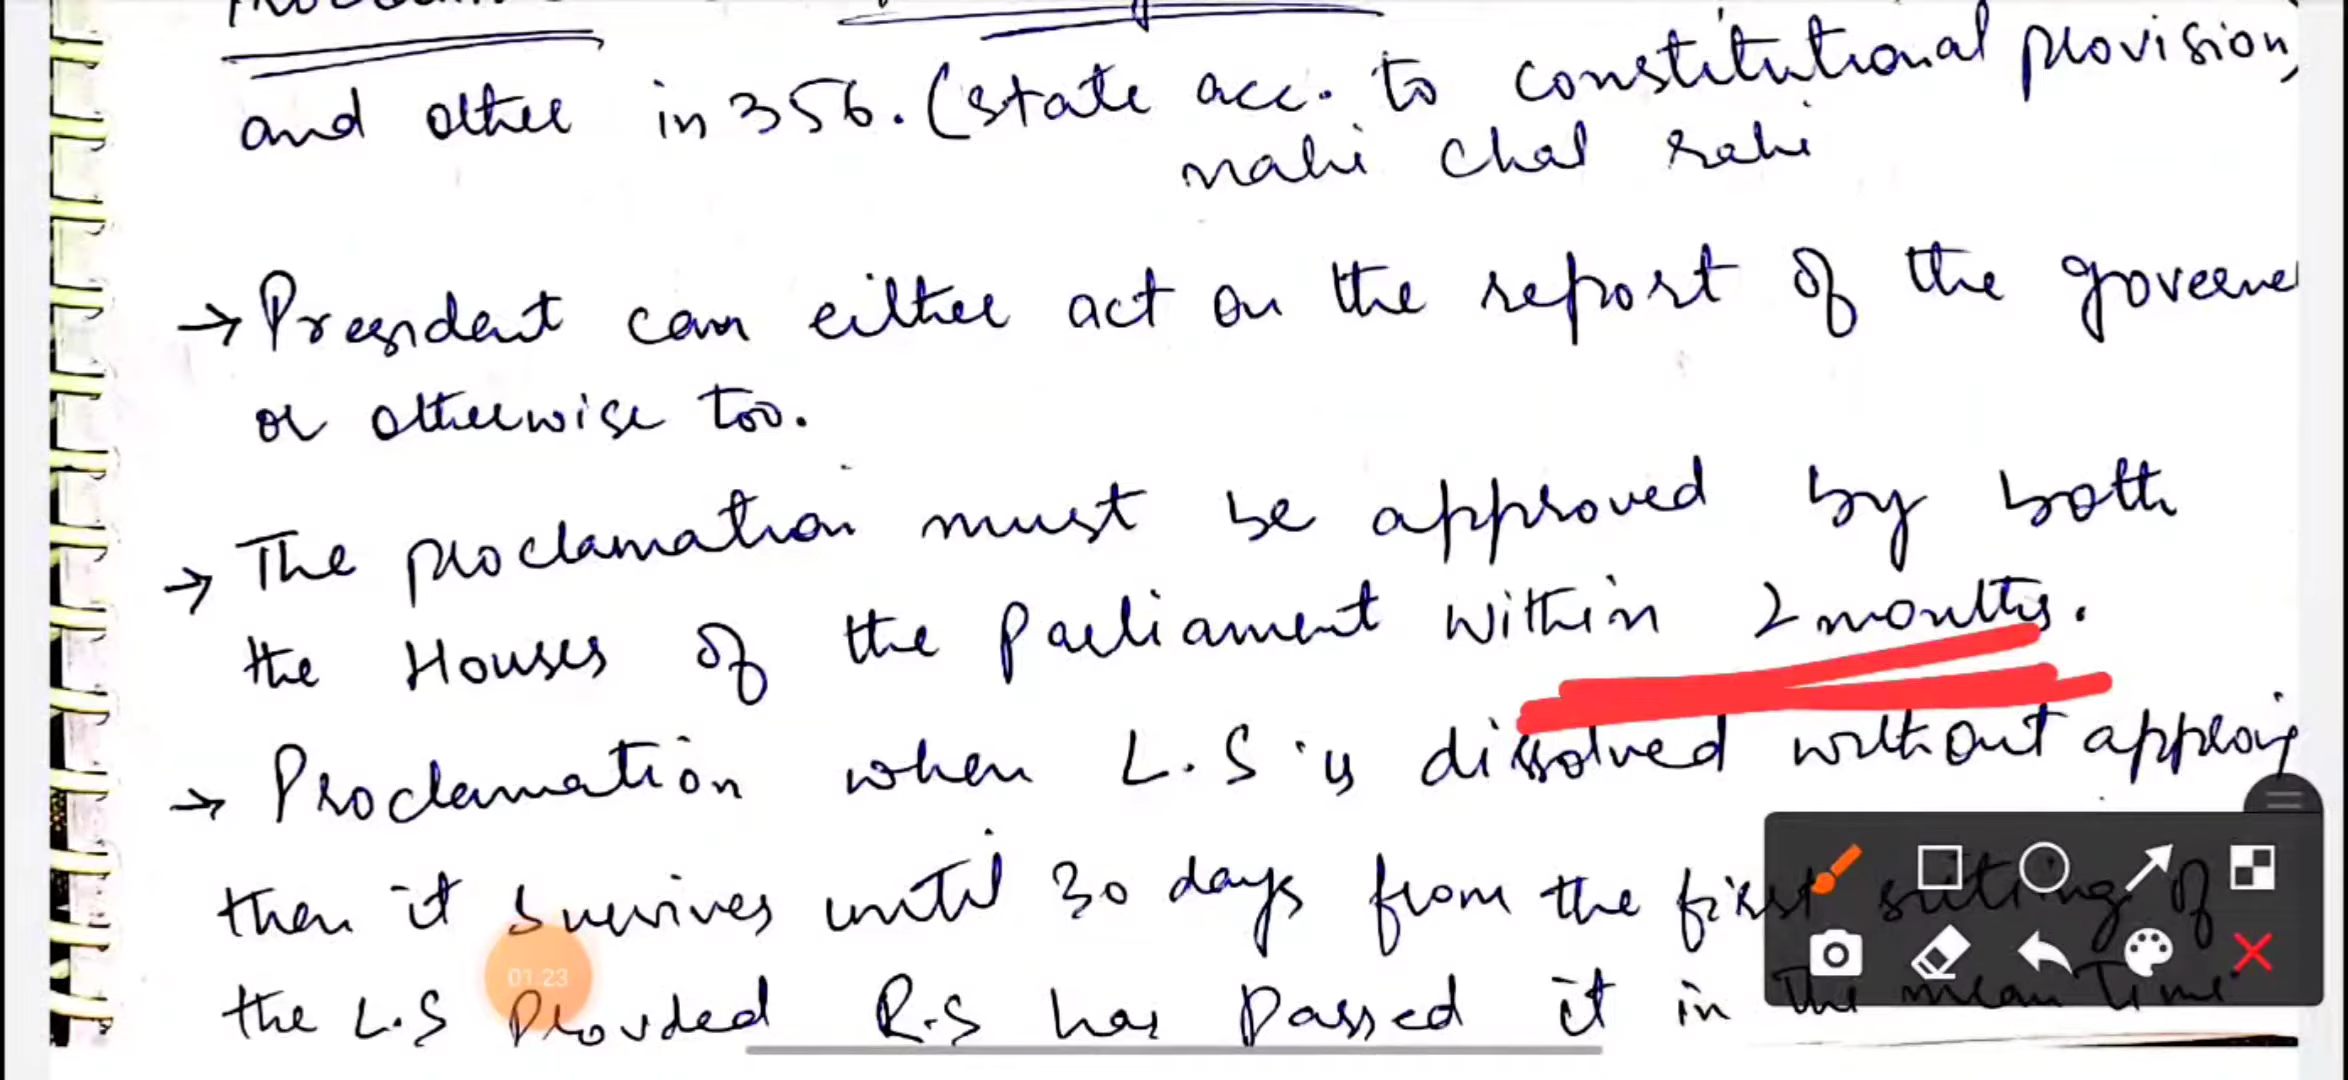 and other in 356. (state acc. to constitutional provision,
nahi chal rahi
→ President can either act on the report of the governe
or otherwise too.
→ The proclamation must be approved by both
the Houses of the Parliament within 2 months.
→ Proclamation when L.S is dissolved without
then it survives until 30 days from the first sitting of
the L.S Provided R.S has Passed it in the mean time
01:23